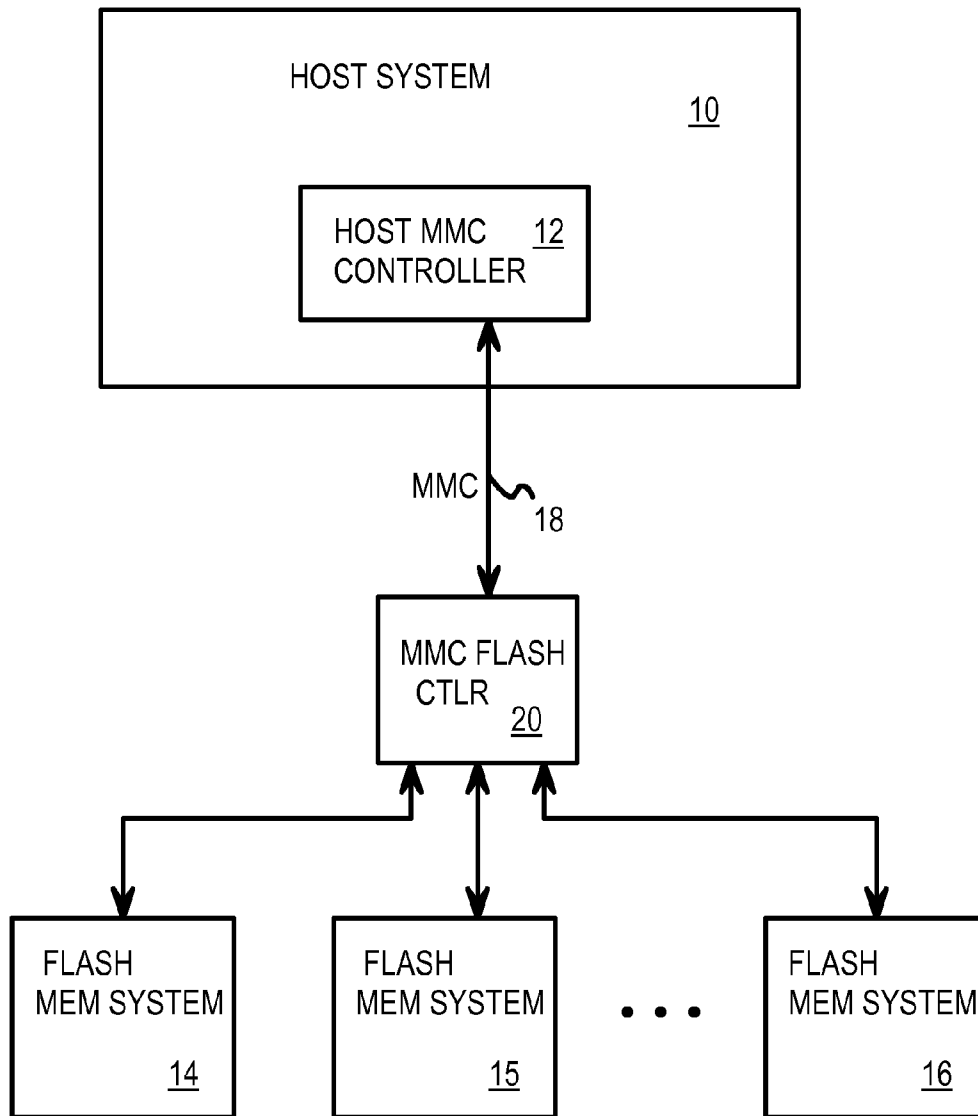 HOST SYSTEM
10
HOST MMC 12
CONTROLLER
MMC
18
MMC FLASH
CTLR
20
FLASH
MEM SYSTEM
14
FLASH
MEM SYSTEM
15
• • •
FLASH
MEM SYSTEM
16